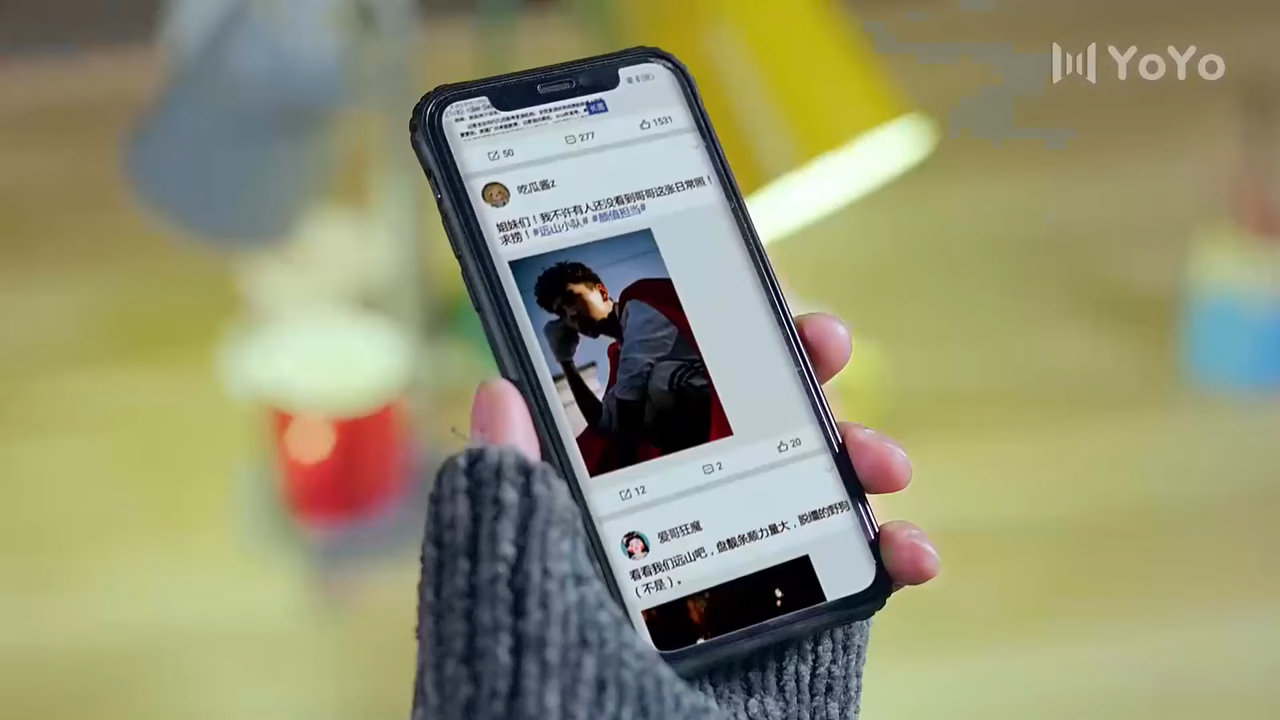 YoYo
50
277
1531
吃瓜酱z
姐妹们！我不许有人还没看到哥哥这张日常照！
求捞！#远山小队# #颜值担当#
12
2
20
爱哥狂魔
看看我们远山吧，盘靓条顺力量大，脱缰的野狗
（不是）。